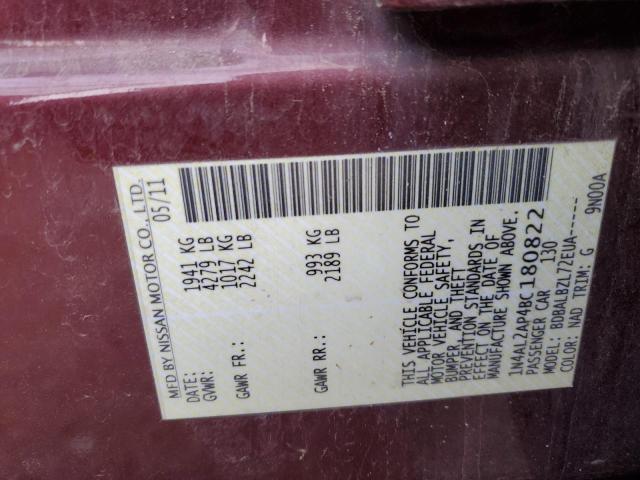 MFD BY NISSAN MOTOR CO., LTD.
DATE: 05/11
GVWR: 1941 KG
4279 LB
GAWR FR.: 1017 KG
2242 LB
GAWR RR.: 993 KG
2189 LB
THIS VEHICLE CONFORMS TO
ALL APPLICABLE FEDERAL
MOTOR VEHICLE SAFETY,
BUMPER, AND THEFT
PREVENTION STANDARDS IN
EFFECT ON THE DATE OF
MANUFACTURE SHOWN ABOVE.
1N4AL2AP4BC180822
PASSENGER CAR 130
MODEL: BDBALBZL72EUA-----
COLOR: NAD TRIM: G 9N00A